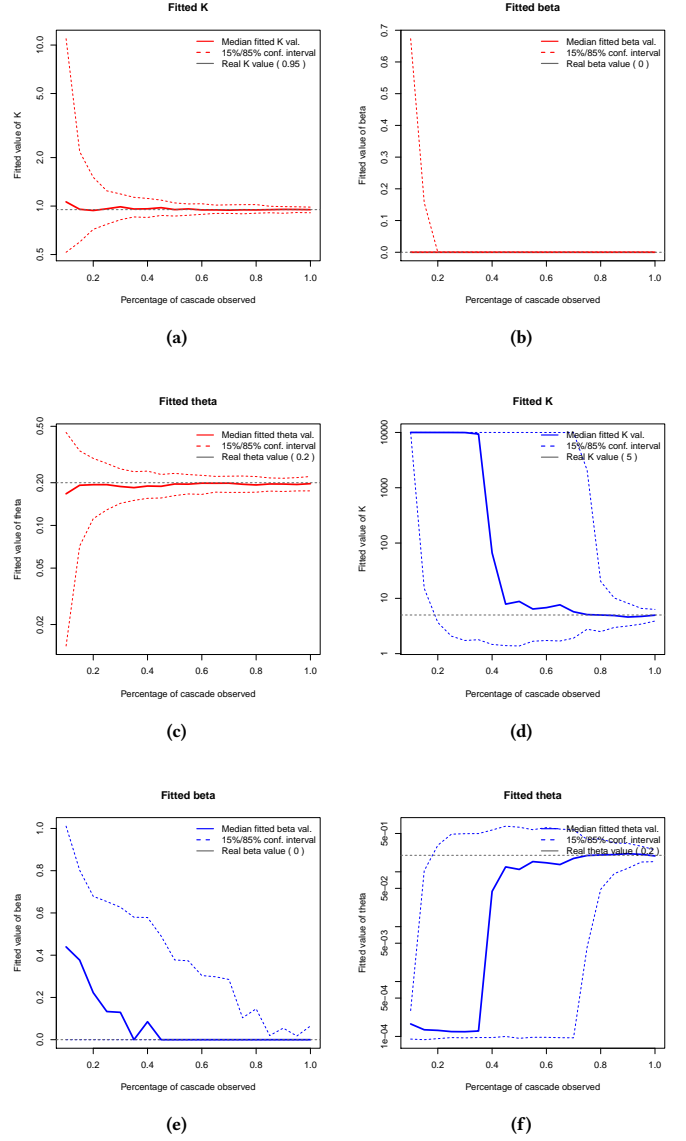 Fitted K
Median fitted K val.
15%/85% conf. interval
Real K value ( 0.95 )
Fitted value of K
10.0
5.0
2.0
1.0
0.5
0.2 0.4 0.6 0.8 1.0
Percentage of cascade observed
(a)
Fitted beta
Median fitted beta val.
15%/85% conf. interval
Real beta value ( 0 )
Fitted value of beta
0.7
0.6
0.5
0.4
0.3
0.2
0.1
0.0
0.2 0.4 0.6 0.8 1.0
Percentage of cascade observed
(b)
Fitted theta
Median fitted theta val.
15%/85% conf. interval
Real theta value ( 0.2 )
Fitted value of theta
0.50
0.20
0.10
0.05
0.02
0.2 0.4 0.6 0.8 1.0
Percentage of cascade observed
(c)
Fitted K
Median fitted K val.
15%/85% conf. interval
Real K value ( 5 )
Fitted value of K
10000
1000
100
10
1
0.2 0.4 0.6 0.8 1.0
Percentage of cascade observed
(d)
Fitted beta
Median fitted beta val.
15%/85% conf. interval
Real beta value ( 0 )
Fitted value of beta
1.0
0.8
0.6
0.4
0.2
0.0
0.2 0.4 0.6 0.8 1.0
Percentage of cascade observed
(e)
Fitted theta
Median fitted theta val.
15%/85% conf. interval
Real theta value ( 0.2 )
Fitted value of theta
5e-01
5e-02
5e-03
5e-04
1e-04
0.2 0.4 0.6 0.8 1.0
Percentage of cascade observed
(f)